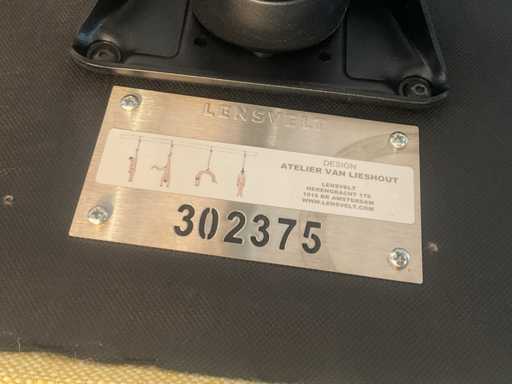 LENSVELT
DESIGN
ATELIER VAN LIESHOUT
LENSVELT
HERENGRACHT 178
1016 BR AMSTERDAM
WWW.LENSVELT.COM
302375